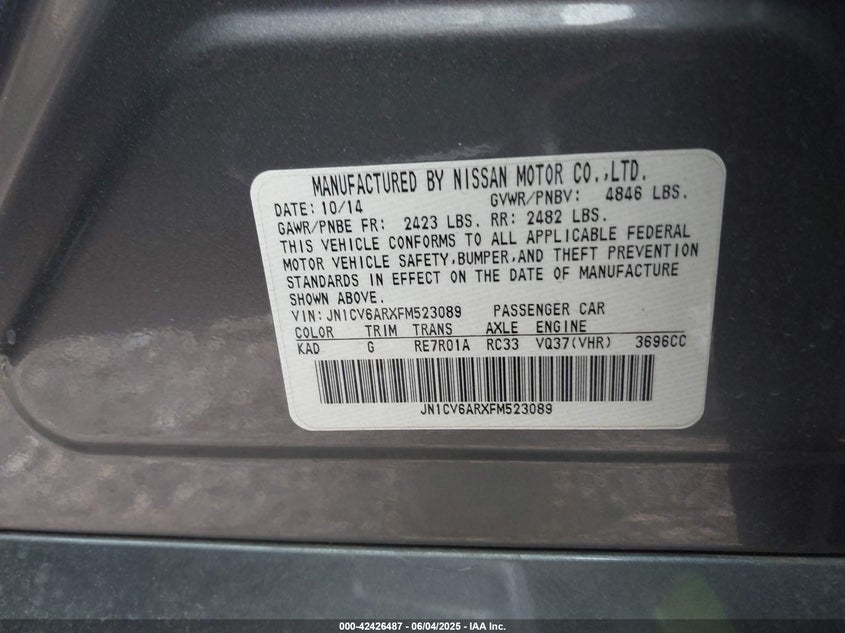 MANUFACTURED BY NISSAN MOTOR CO.,LTD.
DATE: 10/14 GVWR/PNBV: 4846 LBS.
GAWR/PNBE FR: 2423 LBS. RR: 2482 LBS.
THIS VEHICLE CONFORMS TO ALL APPLICABLE FEDERAL
MOTOR VEHICLE SAFETY,BUMPER,AND THEFT PREVENTION
STANDARDS IN EFFECT ON THE DATE OF MANUFACTURE
SHOWN ABOVE.
VIN: JN1CV6ARXFM523089 PASSENGER CAR
COLOR TRIM TRANS AXLE ENGINE
KAD G RE7R01A RC33 VQ37(VHR) 3696CC
JN1CV6ARXFM523089
000-42426487 - 06/04/2025 - IAA Inc.